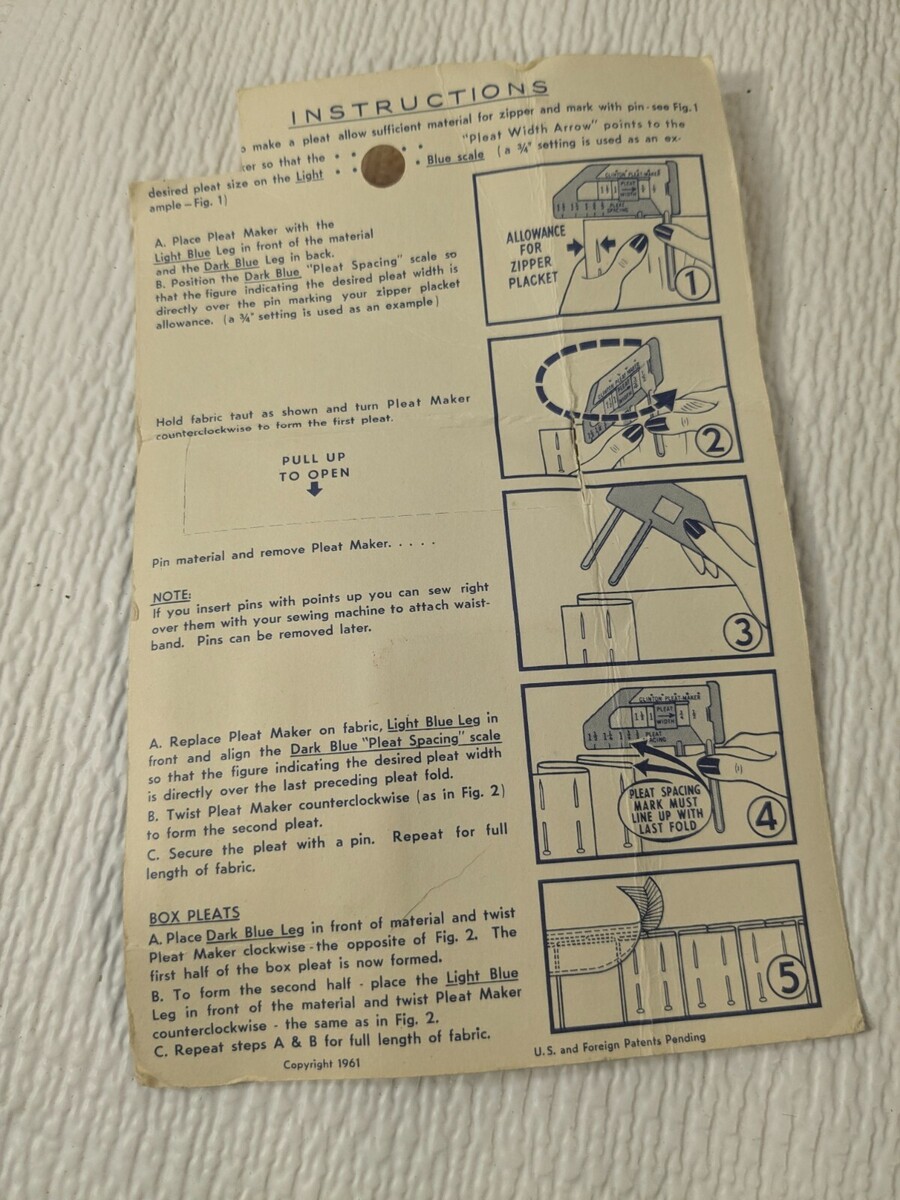 INSTRUCTIONS
make a pleat allow sufficient material for zipper and mark with pin - see Fig. 1
so that the "Pleat Width Arrow" points to the
desired pleat size on the Light Blue scale (a ¾" setting is used as an ex-
ample — Fig. 1)
A. Place Pleat Maker with the
Light Blue Leg in front of the material
and the Dark Blue Leg in back.
B. Position the Dark Blue "Pleat Spacing" scale so
that the figure indicating the desired pleat width is
directly over the pin marking your zipper placket
allowance. (a ¾" setting is used as an example)
CLINTON PLEAT-MAKER
PLEAT
WIDTH
PLEAT
SPACING
ALLOWANCE
FOR
ZIPPER
PLACKET
1
Hold fabric taut as shown and turn Pleat Maker
counterclockwise to form the first pleat.
2
PULL UP
TO OPEN
Pin material and remove Pleat Maker. . . . .
NOTE:
If you insert pins with points up you can sew right
over them with your sewing machine to attach waist-
band. Pins can be removed later.
3
A. Replace Pleat Maker on fabric, Light Blue Leg in
front and align the Dark Blue "Pleat Spacing" scale
so that the figure indicating the desired pleat width
is directly over the last preceding pleat fold.
B. Twist Pleat Maker counterclockwise (as in Fig. 2)
to form the second pleat.
C. Secure the pleat with a pin. Repeat for full
length of fabric.
CLINTON PLEAT-MAKER
PLEAT
WIDTH
PLEAT
SPACING
PLEAT SPACING
MARK MUST
LINE UP WITH
LAST FOLD
4
BOX PLEATS
A. Place Dark Blue Leg in front of material and twist
Pleat Maker clockwise - the opposite of Fig. 2. The
first half of the box pleat is now formed.
B. To form the second half - place the Light Blue
Leg in front of the material and twist Pleat Maker
counterclockwise - the same as in Fig. 2.
C. Repeat steps A & B for full length of fabric.
5
Copyright 1961
U.S. and Foreign Patents Pending